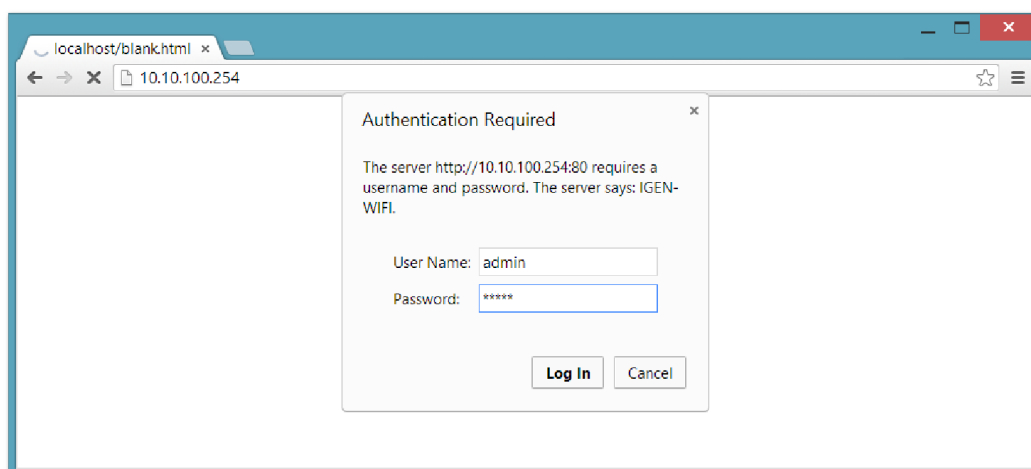 localhost/blank.html
10.10.100.254
Authentication Required
The server http://10.10.100.254:80 requires a
username and password. The server says: IGEN-
WIFI.
User Name: admin
Password: *****
Log In Cancel